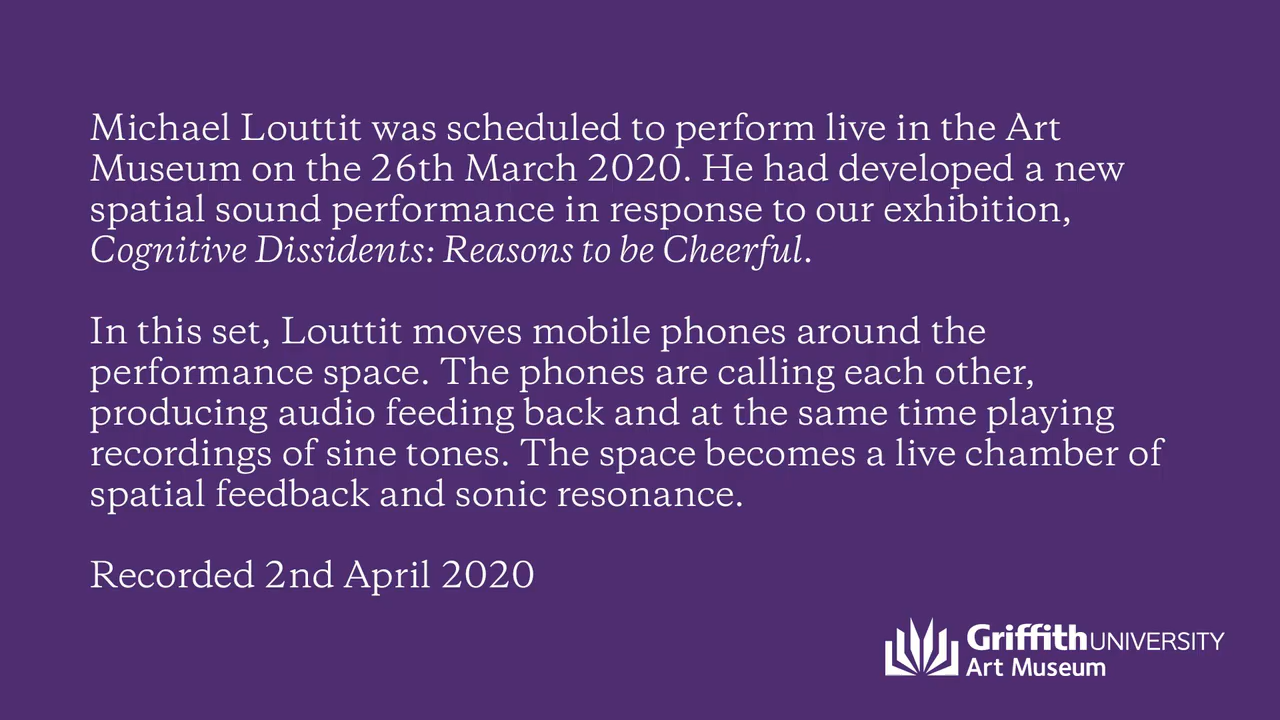 Michael Louttit was scheduled to perform live in the Art
Museum on the 26th March 2020. He had developed a new
spatial sound performance in response to our exhibition,
Cognitive Dissidents: Reasons to be Cheerful.
In this set, Louttit moves mobile phones around the
performance space. The phones are calling each other,
producing audio feeding back and at the same time playing
recordings of sine tones. The space becomes a live chamber of
spatial feedback and sonic resonance.
Recorded 2nd April 2020
Griffith UNIVERSITY
Art Museum